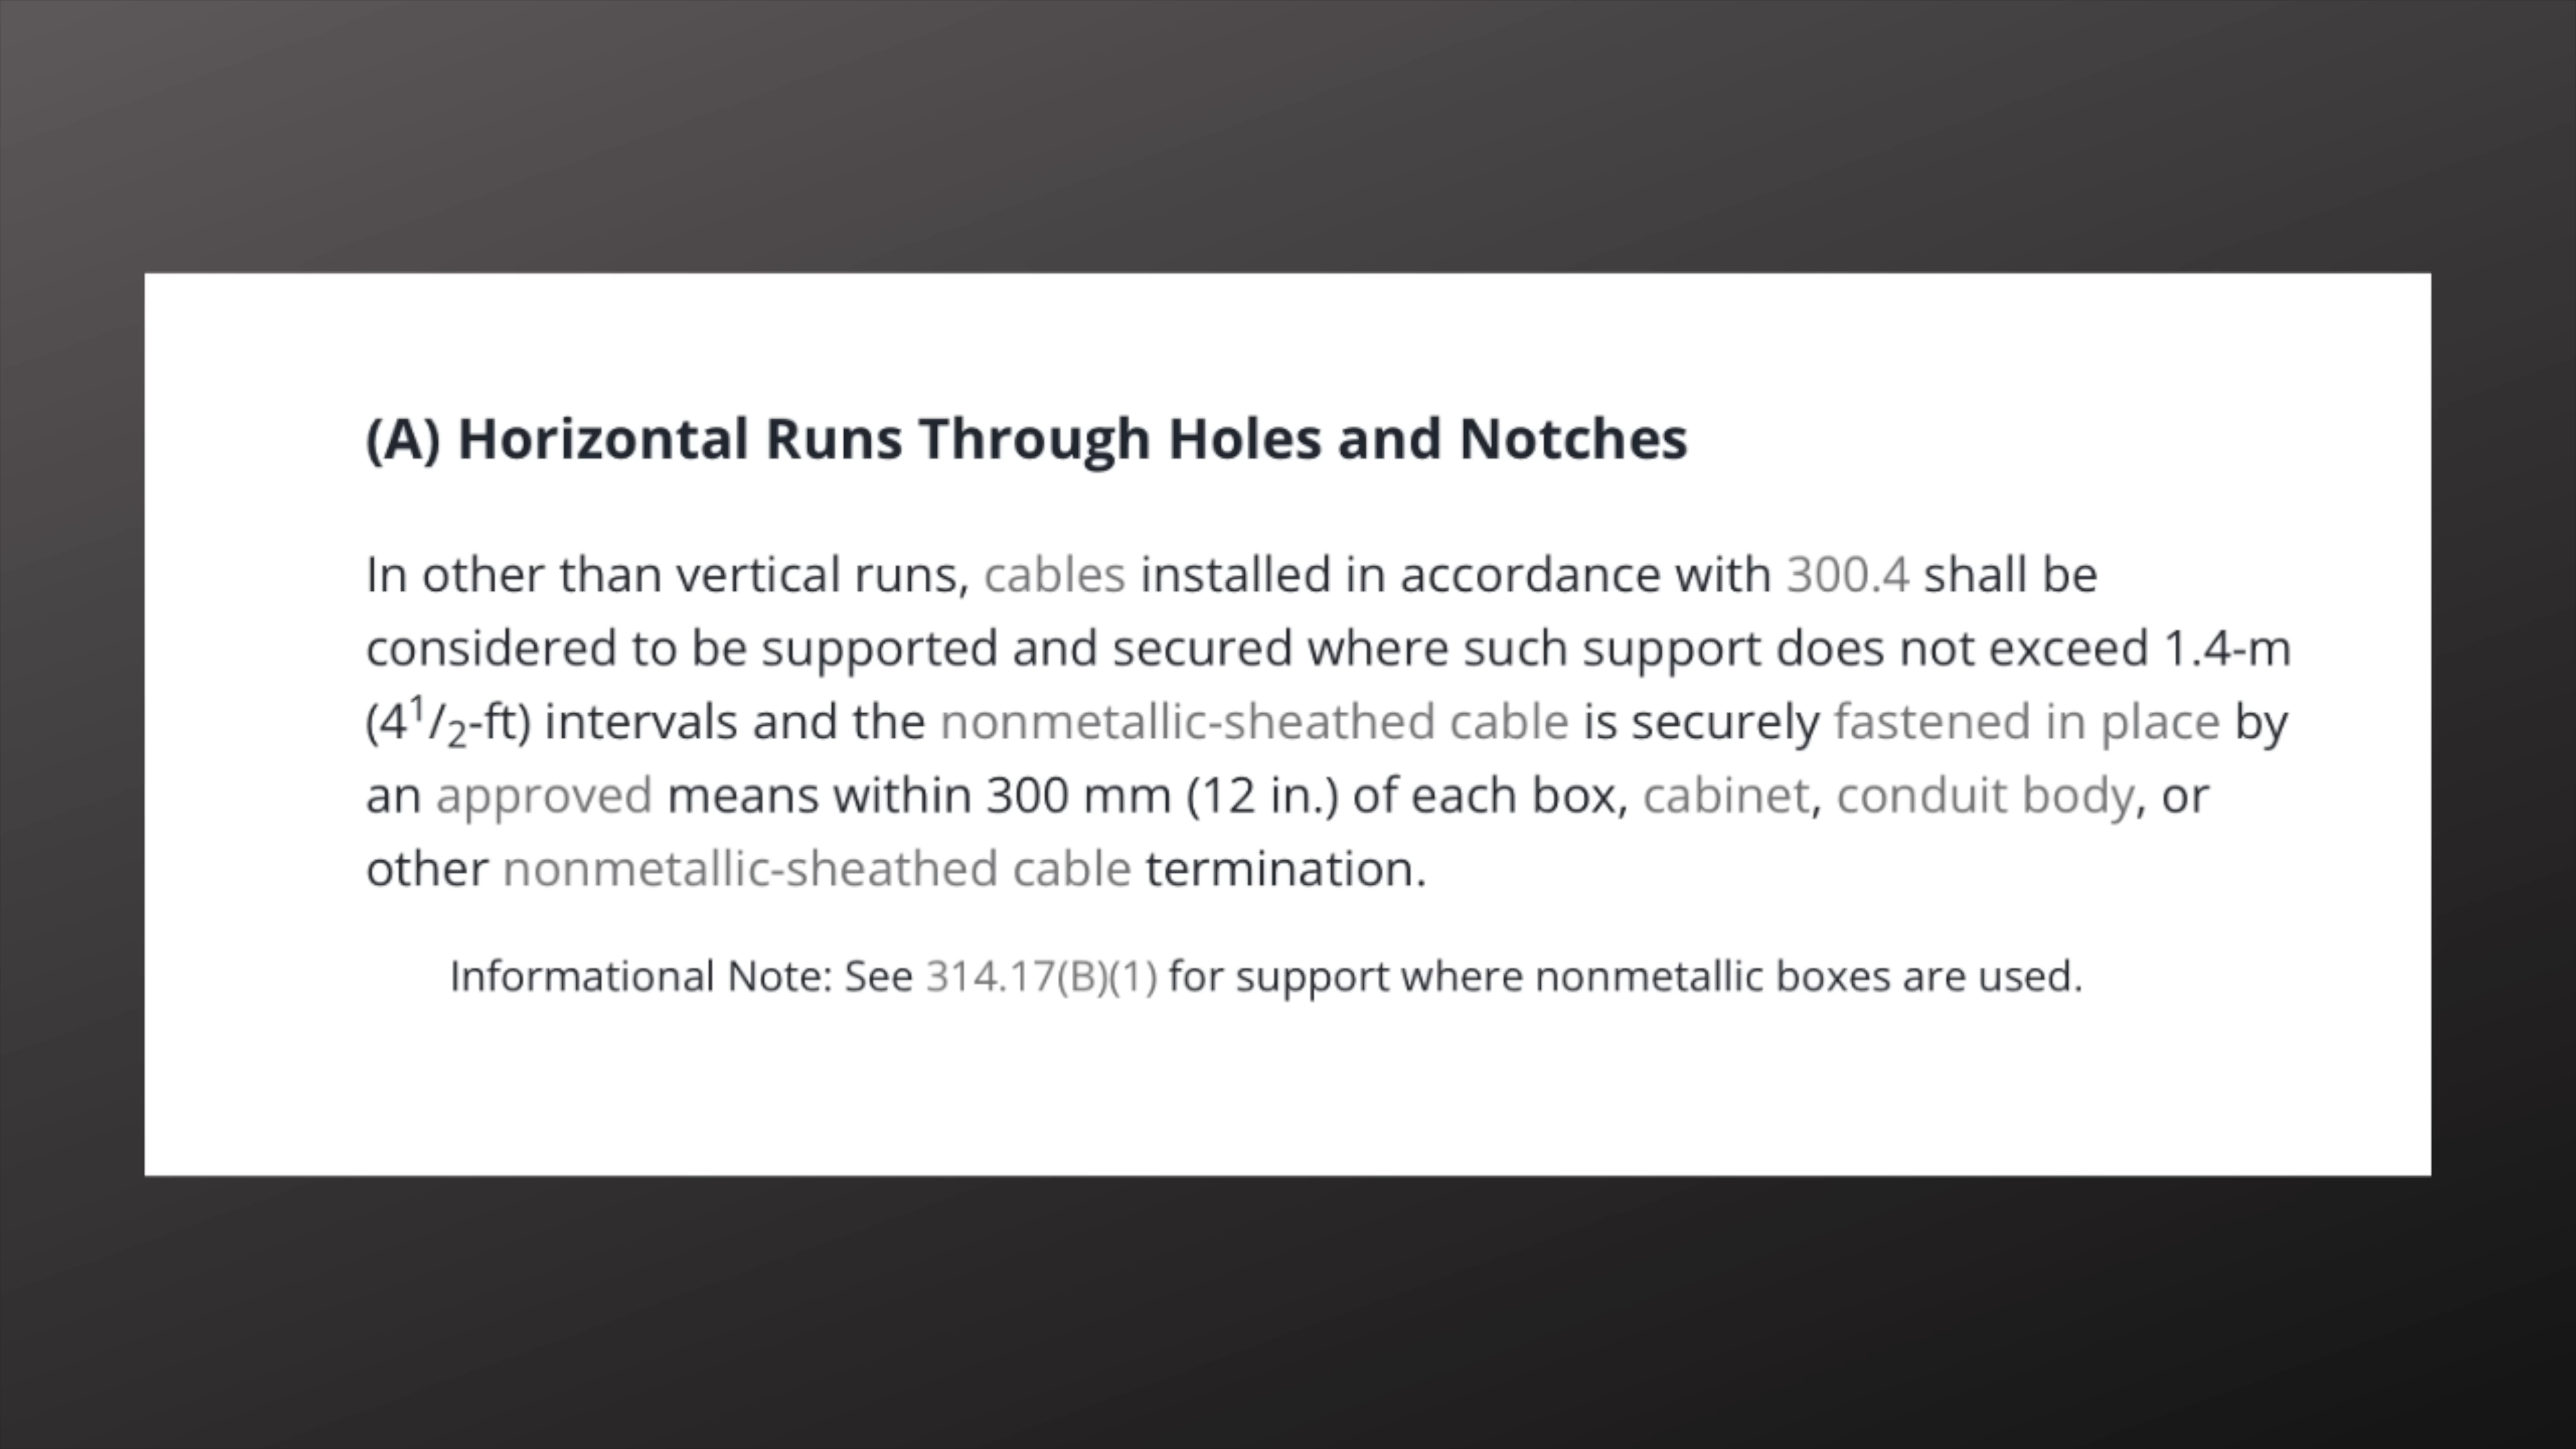 (A) Horizontal Runs Through Holes and Notches
In other than vertical runs, cables installed in accordance with 300.4 shall be
considered to be supported and secured where such support does not exceed 1.4-m
(4¹/₂-ft) intervals and the nonmetallic-sheathed cable is securely fastened in place by
an approved means within 300 mm (12 in.) of each box, cabinet, conduit body, or
other nonmetallic-sheathed cable termination.
Informational Note: See 314.17(B)(1) for support where nonmetallic boxes are used.